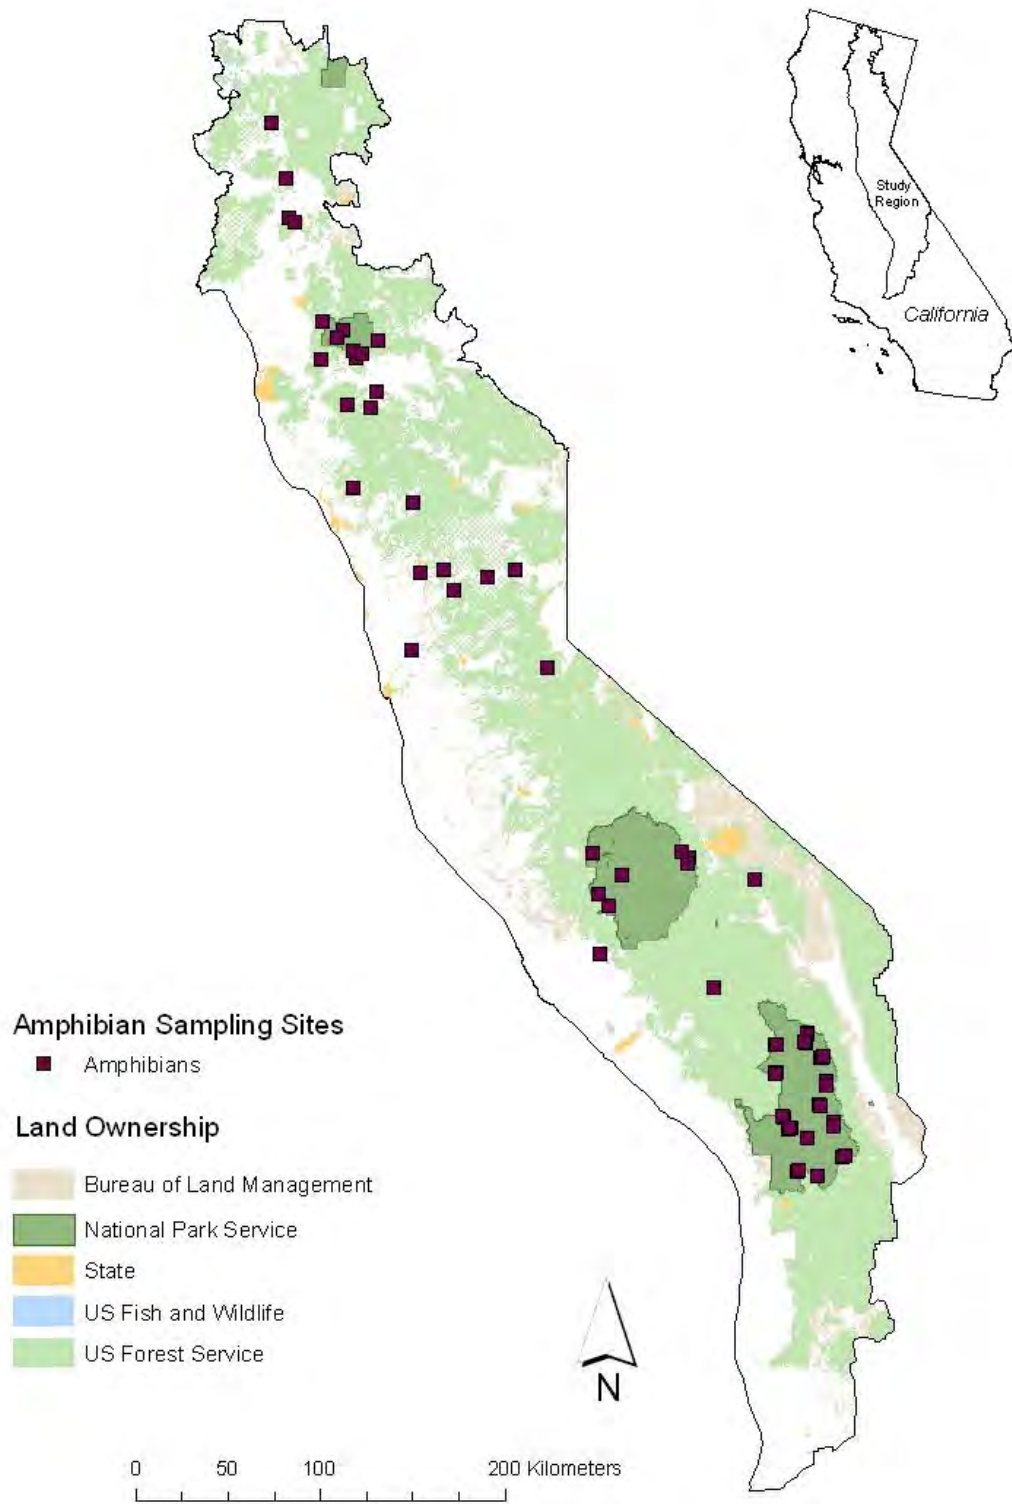 Study
Region
California
Amphibian Sampling Sites
Amphibians
Land Ownership
Bureau of Land Management
National Park Service
State
US Fish and Wildlife
US Forest Service
N
0 50 100 200 Kilometers